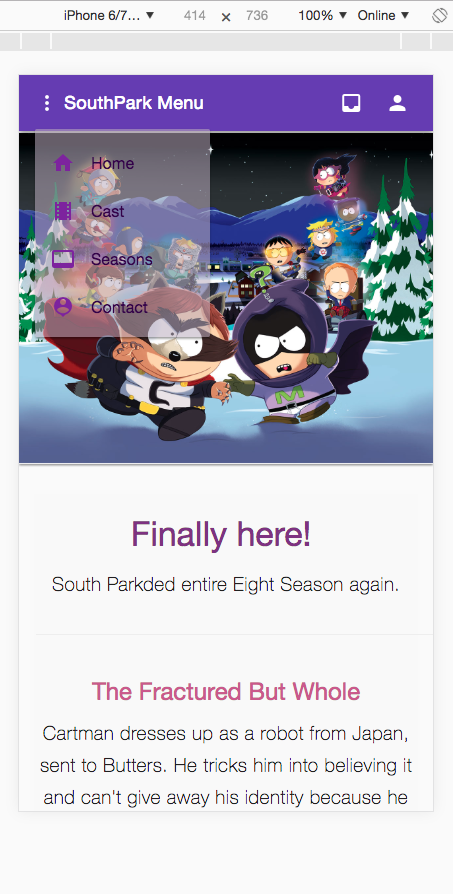 iPhone 6/7... 414 × 736 100% Online
SouthPark Menu
Home
Cast
Seasons
Contact
M
Finally here!
South Parkded entire Eight Season again.
The Fractured But Whole
Cartman dresses up as a robot from Japan,
sent to Butters. He tricks him into believing it
and can't give away his identity because he